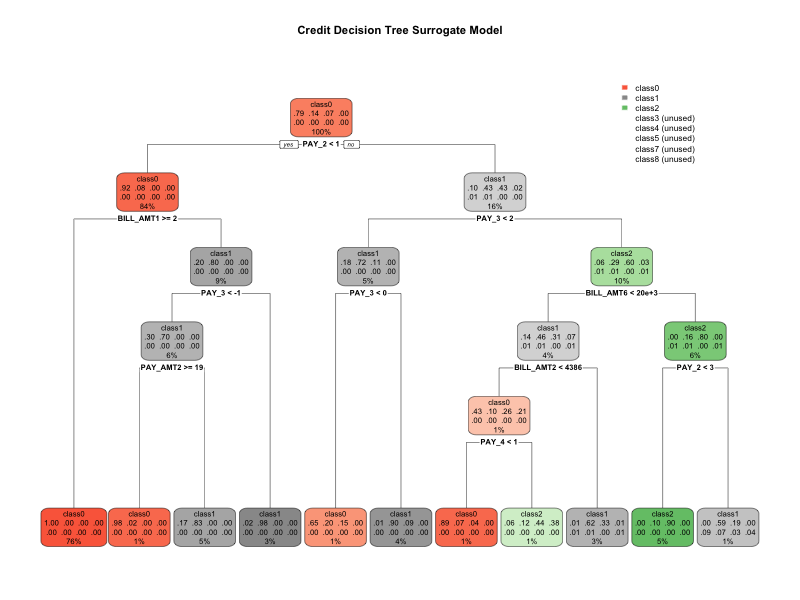 Credit Decision Tree Surrogate Model
class0
class1
class2
class3 (unused)
class4 (unused)
class5 (unused)
class7 (unused)
class8 (unused)
class0
.79 .14 .07 .00
.00 .00 .00 .00
100%
yes PAY_2 < 1 no
class0
.92 .08 .00 .00
.00 .00 .00 .00
84%
BILL_AMT1 >= 2
class1
.10 .43 .43 .02
.01 .01 .00 .00
16%
PAY_3 < 2
class1
.20 .80 .00 .00
.00 .00 .00 .00
9%
PAY_3 < -1
class1
.18 .72 .11 .00
.00 .00 .00 .00
5%
PAY_3 < 0
class2
.06 .29 .60 .03
.01 .01 .00 .01
10%
BILL_AMT6 < 20e+3
class1
.30 .70 .00 .00
.00 .00 .00 .00
6%
PAY_AMT2 >= 19
class1
.14 .46 .31 .07
.01 .01 .00 .01
4%
BILL_AMT2 < 4386
class2
.00 .16 .80 .00
.01 .01 .00 .01
6%
PAY_2 < 3
class0
.43 .10 .26 .21
.00 .00 .00 .00
1%
PAY_4 < 1
class0
1.00 .00 .00 .00
.00 .00 .00 .00
76%
class0
.98 .02 .00 .00
.00 .00 .00 .00
1%
class1
.17 .83 .00 .00
.00 .00 .00 .00
5%
class1
.02 .98 .00 .00
.00 .00 .00 .00
3%
class0
.65 .20 .15 .00
.00 .00 .00 .00
1%
class1
.01 .90 .09 .00
.00 .00 .00 .00
4%
class0
.89 .07 .04 .00
.00 .00 .00 .00
1%
class2
.06 .12 .44 .38
.00 .00 .00 .00
1%
class1
.01 .62 .33 .01
.01 .01 .00 .01
3%
class2
.00 .10 .90 .00
.00 .00 .00 .00
5%
class1
.00 .59 .19 .00
.09 .07 .03 .04
1%